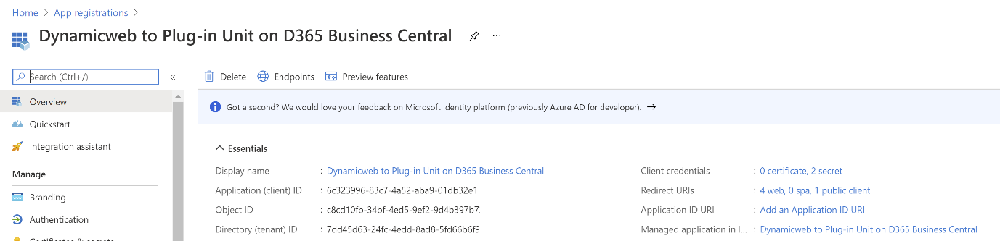 Home > App registrations >
Dynamicweb to Plug-in Unit on D365 Business Central
Search (Ctrl+/)
«
Overview
Quickstart
Integration assistant
Manage
Branding
Authentication
Certificates & secrets
Delete
Endpoints
Preview features
Got a second? We would love your feedback on Microsoft identity platform (previously Azure AD for developer). →
Essentials
Display name : Dynamicweb to Plug-in Unit on D365 Business Central
Application (client) ID : 6c323996-83c7-4a52-aba9-01db32e1
Object ID : c8cd10fb-34bf-4ed5-9ef2-9d4b397b7
Directory (tenant) ID : 7dd45d63-24fc-4edd-8ad8-5fd66b6f9
Client credentials : 0 certificate, 2 secret
Redirect URIs : 4 web, 0 spa, 1 public client
Application ID URI : Add an Application ID URI
Managed application in l... : Dynamicweb to Plug-in Unit on D365 Business Central